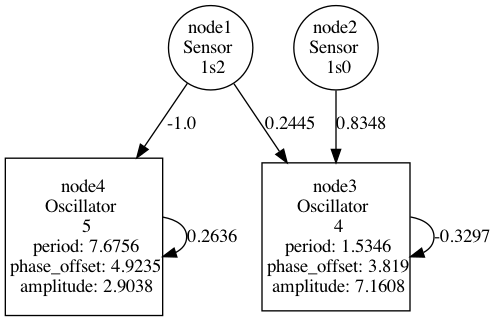 node1
Sensor
1s2
node2
Sensor
1s0
-1.0
0.2445
0.8348
node4
Oscillator
5
period: 7.6756
phase_offset: 4.9235
amplitude: 2.9038
0.2636
node3
Oscillator
4
period: 1.5346
phase_offset: 3.819
amplitude: 7.1608
-0.3297